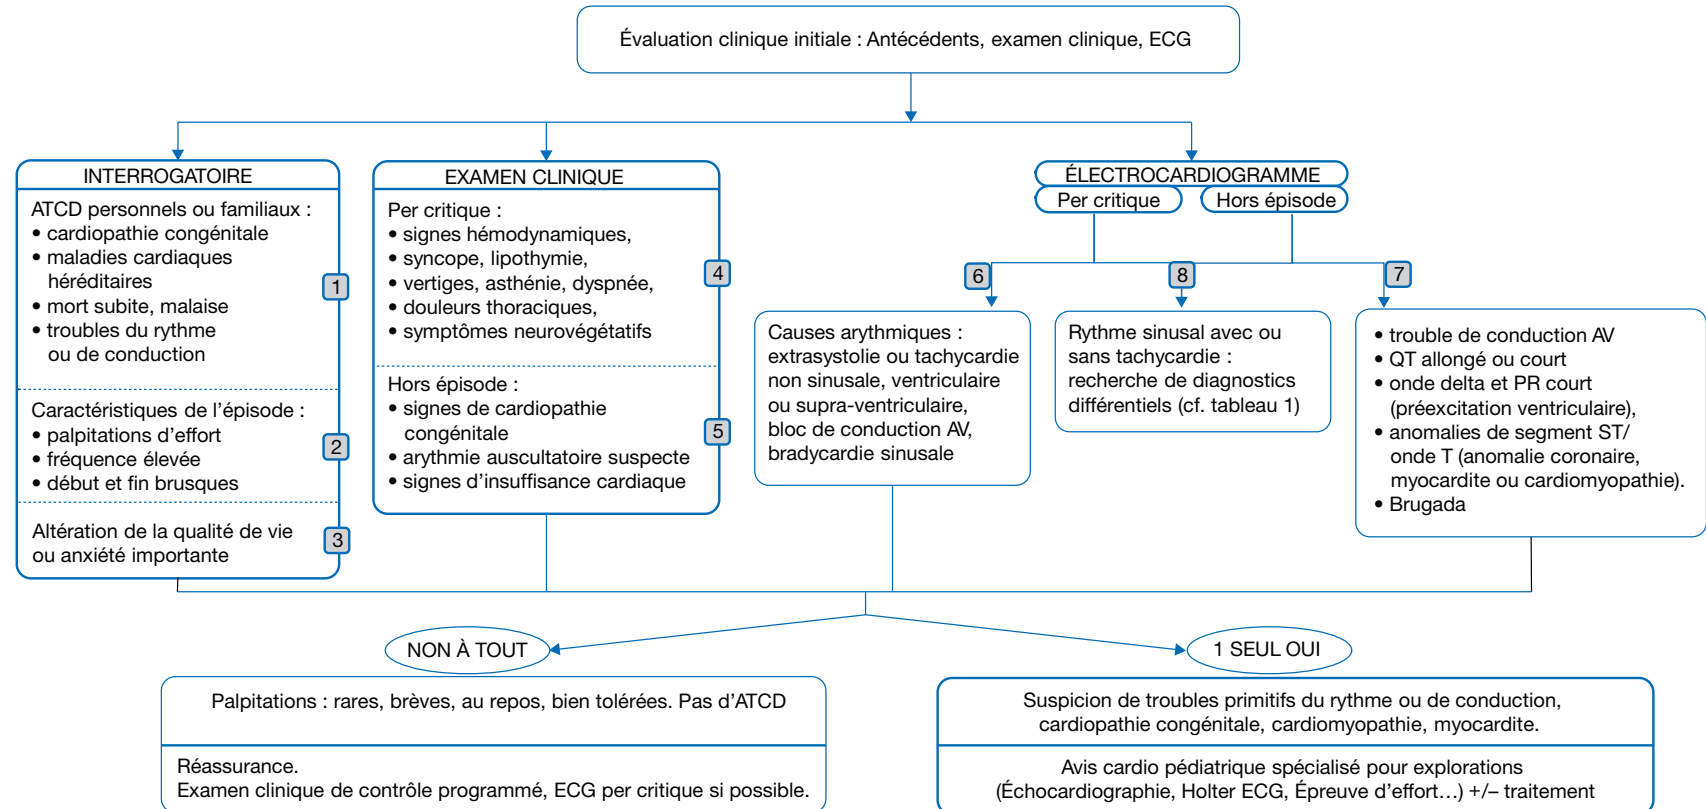 Évaluation clinique initiale : Antécédents, examen clinique, ECG
INTERROGATOIRE
ATCD personnels ou familiaux :
• cardiopathie congénitale
• maladies cardiaques
héréditaires
• mort subite, malaise
• troubles du rythme
ou de conduction
1
Caractéristiques de l’épisode :
• palpitations d’effort
• fréquence élevée
• début et fin brusques
2
Altération de la qualité de vie
ou anxiété importante
3
EXAMEN CLINIQUE
Per critique :
• signes hémodynamiques,
• syncope, lipothymie,
• vertiges, asthénie, dyspnée,
• douleurs thoraciques,
• symptômes neurovégétatifs
4
Hors épisode :
• signes de cardiopathie
congénitale
• arythmie auscultatoire suspecte
• signes d’insuffisance cardiaque
5
ÉLECTROCARDIOGRAMME
Per critique
Hors épisode
6
Causes arythmiques :
extrasystolie ou tachycardie
non sinusale, ventriculaire
ou supra-ventriculaire,
bloc de conduction AV,
bradycardie sinusale
8
Rythme sinusal avec ou
sans tachycardie :
recherche de diagnostics
différentiels (cf. tableau 1)
7
• trouble de conduction AV
• QT allongé ou court
• onde delta et PR court
(préexcitation ventriculaire),
• anomalies de segment ST/
onde T (anomalie coronaire,
myocardite ou cardiomyopathie).
• Brugada
NON À TOUT
Palpitations : rares, brèves, au repos, bien tolérées. Pas d’ATCD
Réassurance.
Examen clinique de contrôle programmé, ECG per critique si possible.
1 SEUL OUI
Suspicion de troubles primitifs du rythme ou de conduction,
cardiopathie congénitale, cardiomyopathie, myocardite.
Avis cardio pédiatrique spécialisé pour explorations
(Échocardiographie, Holter ECG, Épreuve d’effort…) +/– traitement